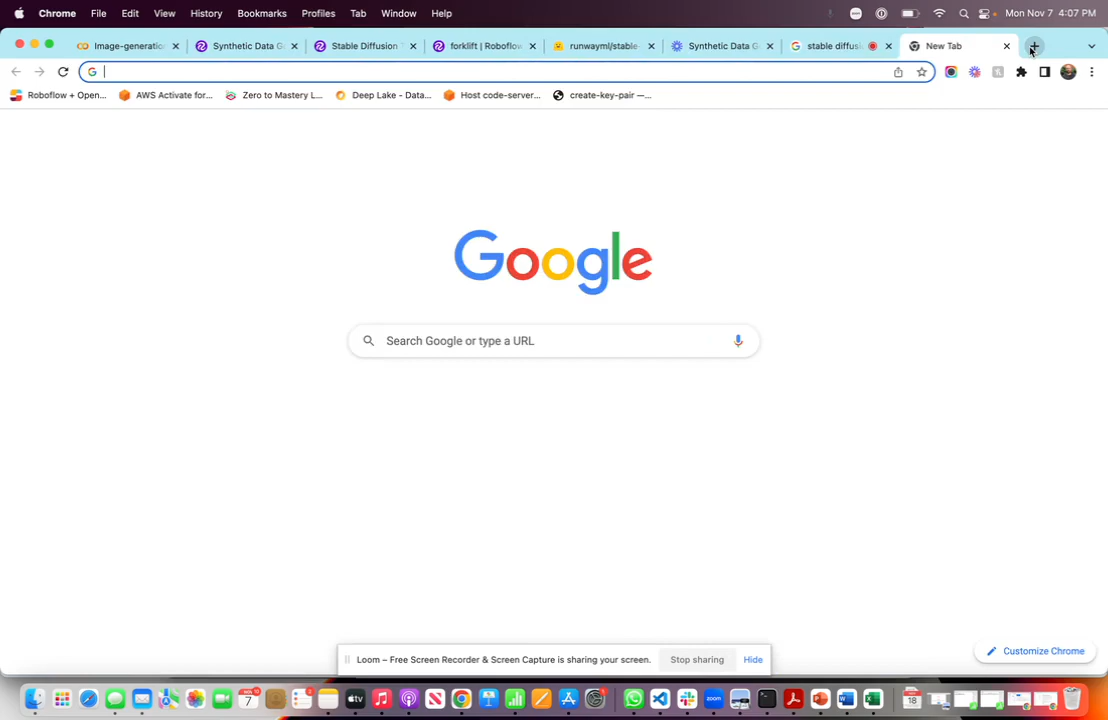 Chrome File Edit View History Bookmarks Profiles Tab Window Help Mon Nov 7 4:07 PM
Image-generatio Synthetic Data G Stable Diffusion forklift | Roboflow runwayml/stable- Synthetic Data G stable diffus New Tab
Roboflow + Open... AWS Activate for... Zero to Mastery L... Deep Lake - Data... Host code-server... create-key-pair —...
Google
Search Google or type a URL
Customize Chrome
Loom – Free Screen Recorder & Screen Capture is sharing your screen. Stop sharing Hide